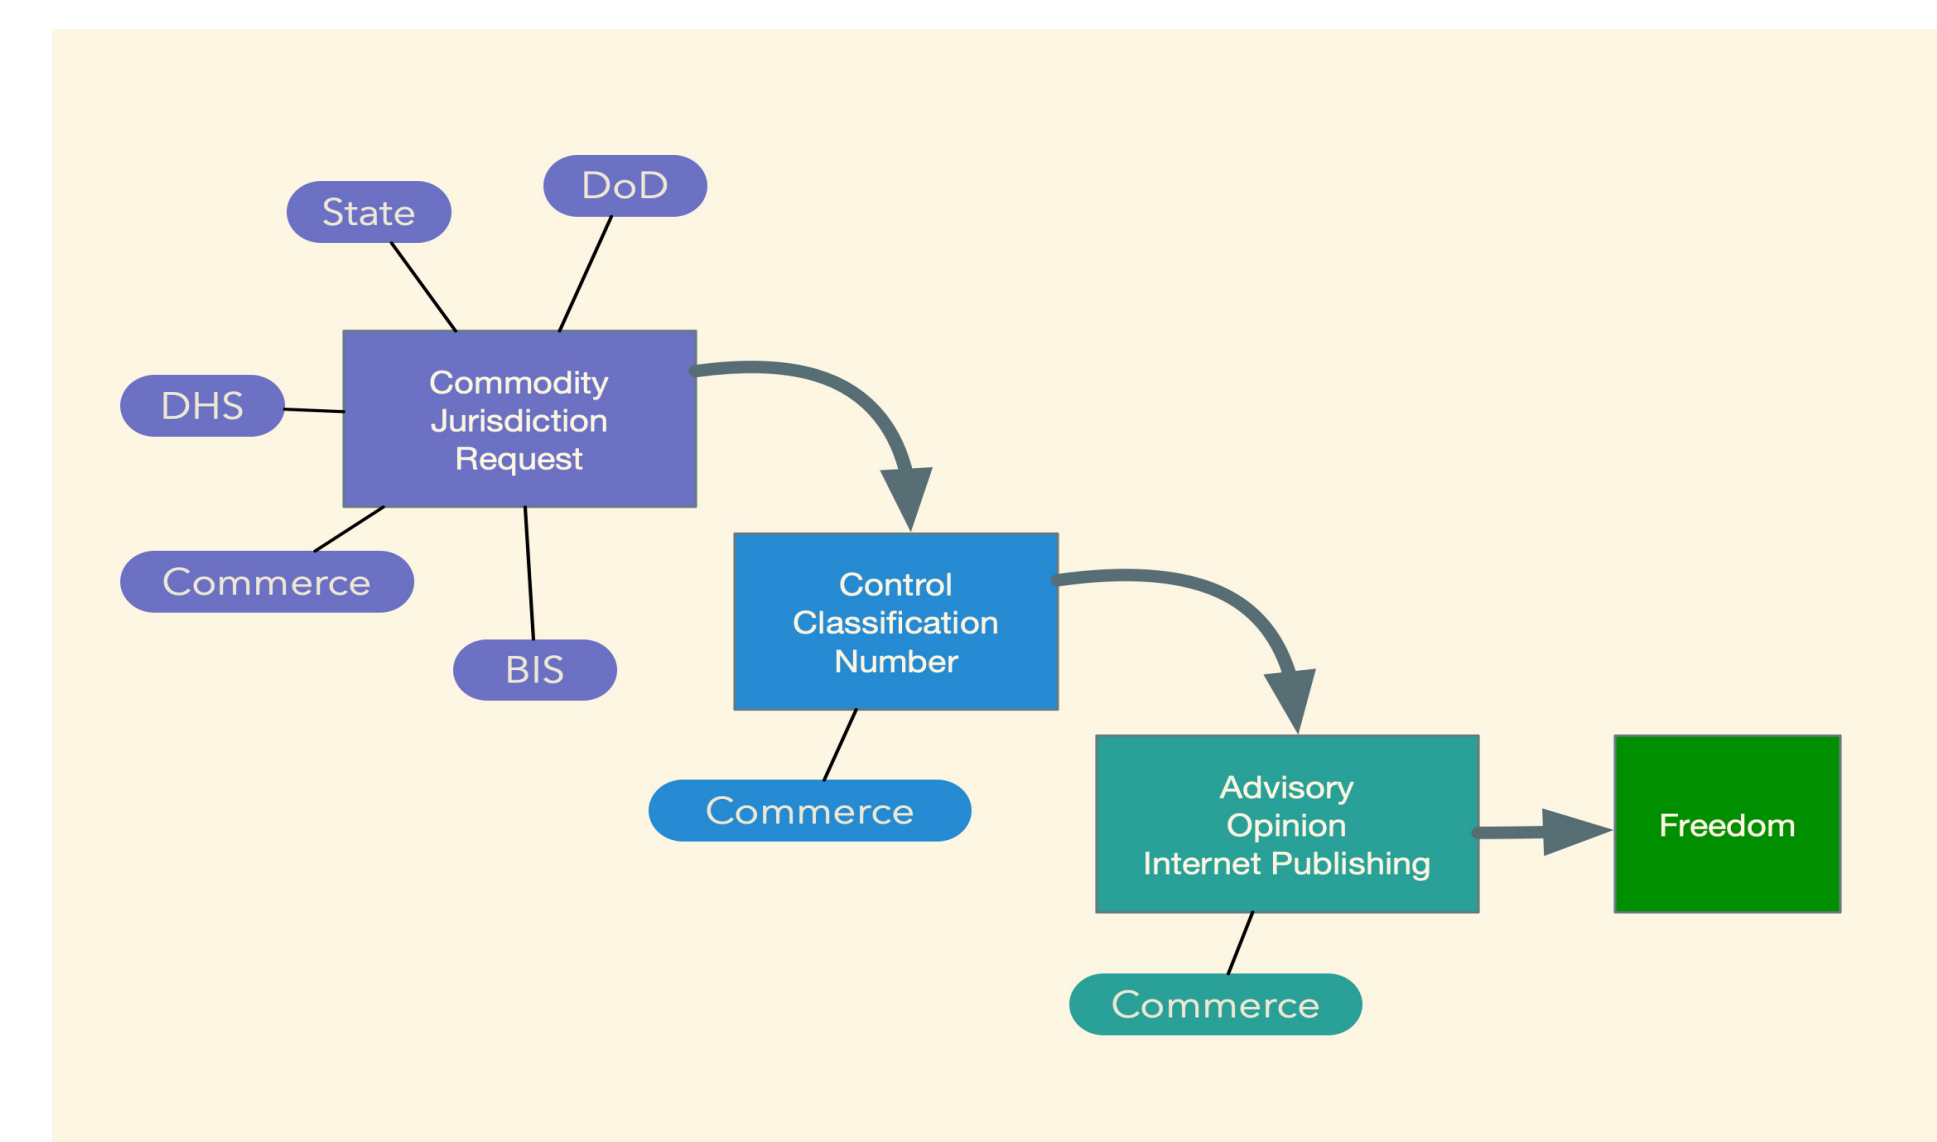 DoD
State
Commodity
Jurisdiction
Request
DHS
Commerce
BIS
Control
Classification
Number
Commerce
Advisory
Opinion
Internet Publishing
Freedom
Commerce